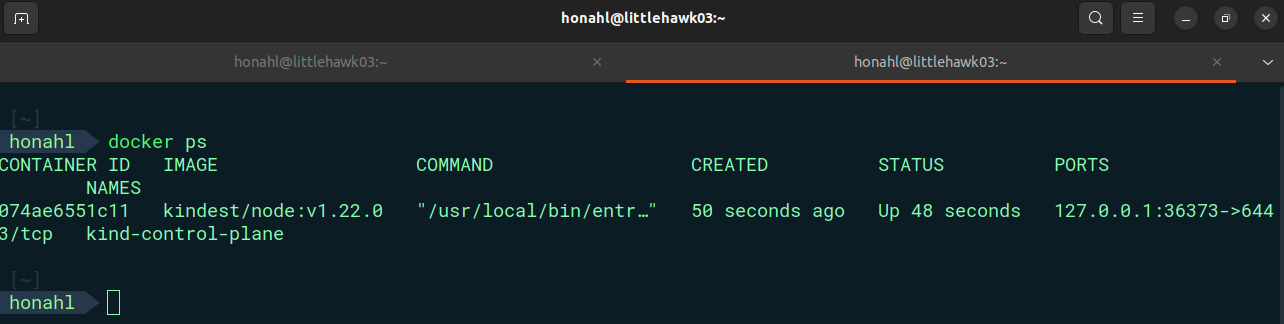 honahl@littlehawk03:~
honahl@littlehawk03:~ honahl@littlehawk03:~
[~]
honahl docker ps
CONTAINER ID   IMAGE                  COMMAND                  CREATED          STATUS          PORTS
        NAMES
074ae6551c11   kindest/node:v1.22.0   "/usr/local/bin/entr…"   50 seconds ago   Up 48 seconds   127.0.0.1:36373->644
3/tcp   kind-control-plane
[~]
honahl